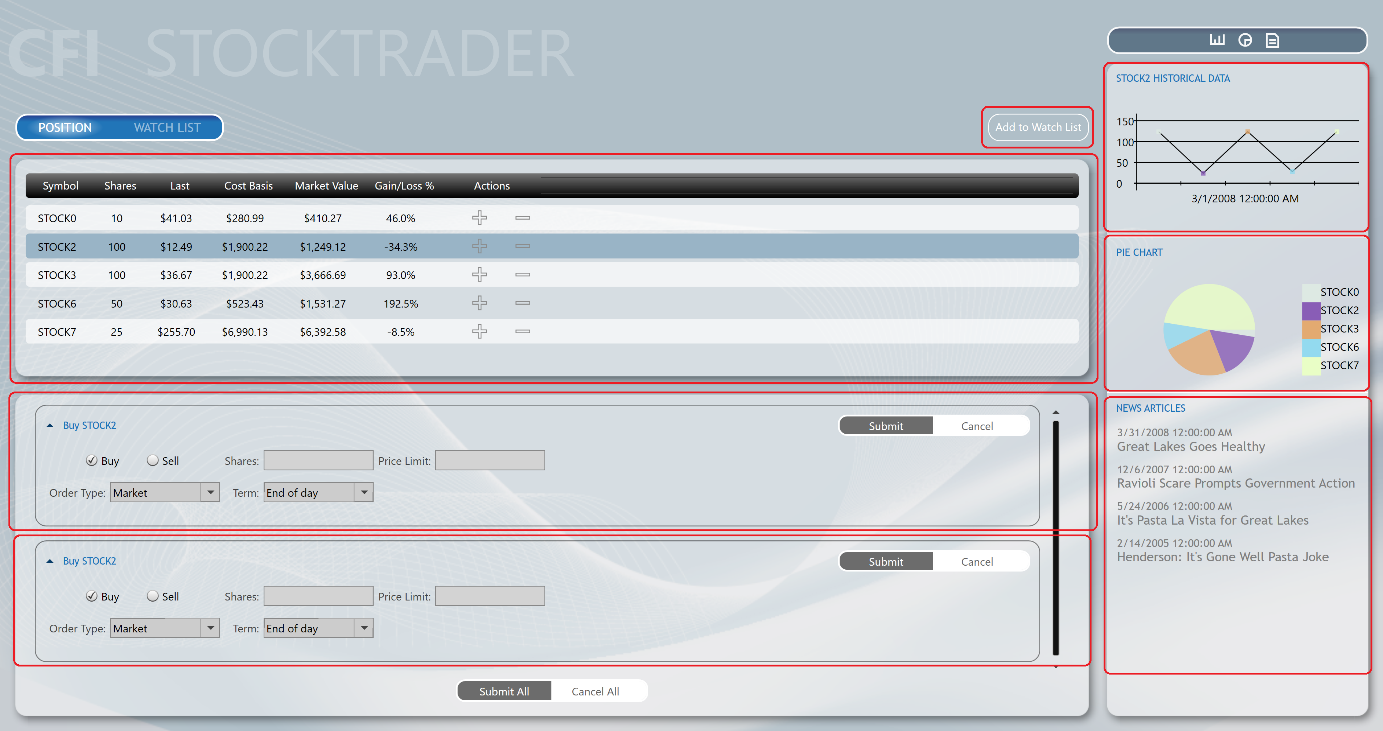 CFI STOCKTRADER
POSITION WATCH LIST
Add to Watch List
Symbol Shares Last Cost Basis Market Value Gain/Loss % Actions
STOCK0 10 $41.03 $280.99 $410.27 46.0%
STOCK2 100 $12.49 $1,900.22 $1,249.12 -34.3%
STOCK3 100 $36.67 $1,900.22 $3,666.69 93.0%
STOCK6 50 $30.63 $523.43 $1,531.27 192.5%
STOCK7 25 $255.70 $6,990.13 $6,392.58 -8.5%
Buy STOCK2 Submit Cancel
Buy Sell Shares: Price Limit:
Order Type: Market Term: End of day
Buy STOCK2 Submit Cancel
Buy Sell Shares: Price Limit:
Order Type: Market Term: End of day
Submit All Cancel All
STOCK2 HISTORICAL DATA
150
100
50
0
3/1/2008 12:00:00 AM
PIE CHART
STOCK0
STOCK2
STOCK3
STOCK6
STOCK7
NEWS ARTICLES
3/31/2008 12:00:00 AM
Great Lakes Goes Healthy
12/6/2007 12:00:00 AM
Ravioli Scare Prompts Government Action
5/24/2006 12:00:00 AM
It's Pasta La Vista for Great Lakes
2/14/2005 12:00:00 AM
Henderson: It's Gone Well Pasta Joke